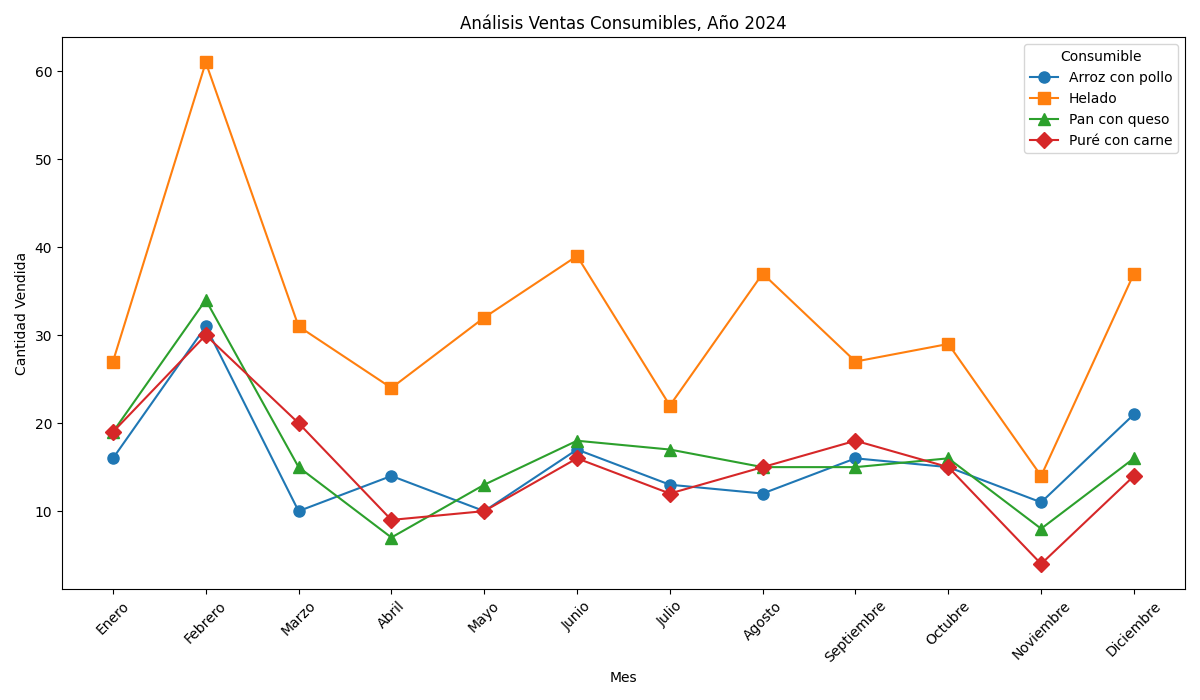 Análisis Ventas Consumibles, Año 2024
Consumible
Arroz con pollo
Helado
Pan con queso
Puré con carne
Cantidad Vendida
60
50
40
30
20
10
Enero
Febrero
Marzo
Abril
Mayo
Junio
Julio
Agosto
Septiembre
Octubre
Noviembre
Diciembre
Mes